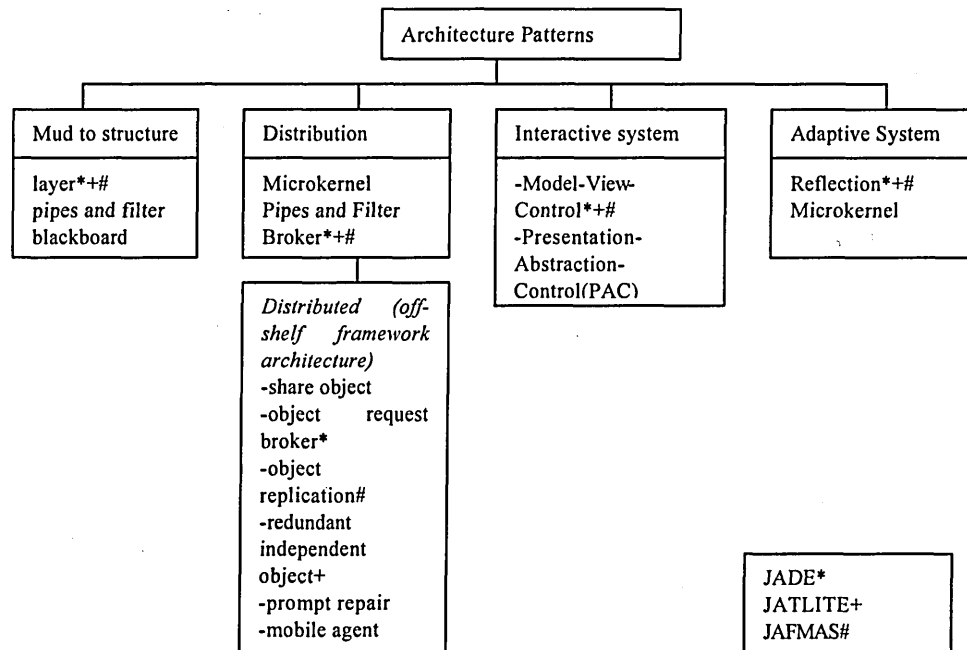 Architecture Patterns
Mud to structure
layer*+#
pipes and filter
blackboard
Distribution
Microkernel
Pipes and Filter
Broker*+#
Distributed (off-
shelf framework
architecture)
-share object
-object request
broker*
-object
replication#
-redundant
independent
object+
-prompt repair
-mobile agent
Interactive system
-Model-View-
Control*+#
-Presentation-
Abstraction-
Control(PAC)
Adaptive System
Reflection*+#
Microkernel
JADE*
JATLITE+
JAFMAS#